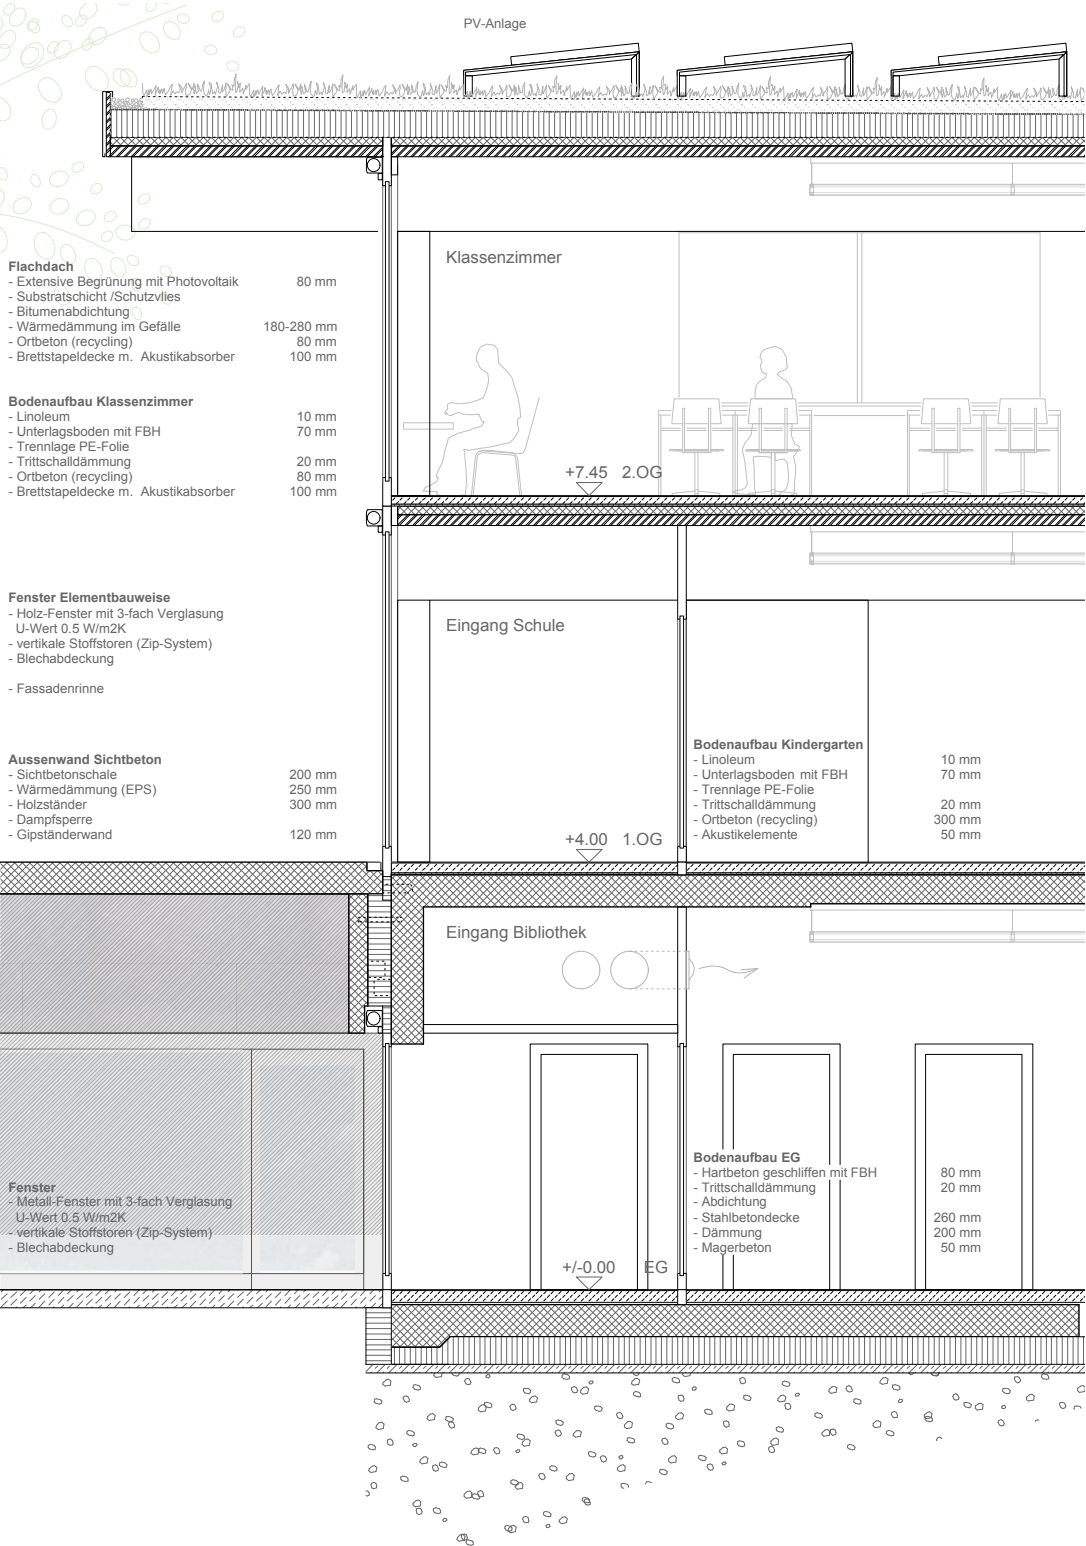 PV-Anlage
Klassenzimmer
Flachdach
- Extensive Begrünung mit Photovoltaik 80 mm
- Substratschicht /Schutzvlies
- Bitumenabdichtung
- Wärmedämmung im Gefälle 180-280 mm
- Ortbeton (recycling) 80 mm
- Brettstapeldecke m. Akustikabsorber 100 mm
Bodenaufbau Klassenzimmer
- Linoleum 10 mm
- Unterlagsboden mit FBH 70 mm
- Trennlage PE-Folie
- Trittschalldämmung 20 mm
- Ortbeton (recycling) 80 mm
- Brettstapeldecke m. Akustikabsorber 100 mm
+7.45 2.OG
Fenster Elementbauweise
- Holz-Fenster mit 3-fach Verglasung
U-Wert 0.5 W/m2K
- vertikale Stoffstoren (Zip-System)
- Blechabdeckung
- Fassadenrinne
Eingang Schule
Aussenwand Sichtbeton
- Sichtbetonschale 200 mm
- Wärmedämmung (EPS) 250 mm
- Holzständer 300 mm
- Dampfsperre
- Gipständerwand 120 mm
Bodenaufbau Kindergarten
- Linoleum 10 mm
- Unterlagsboden mit FBH 70 mm
- Trennlage PE-Folie
- Trittschalldämmung 20 mm
- Ortbeton (recycling) 300 mm
- Akustikelemente 50 mm
+4.00 1.OG
Eingang Bibliothek
Fenster
- Metall-Fenster mit 3-fach Verglasung
U-Wert 0.5 W/m2K
- vertikale Stoffstoren (Zip-System)
- Blechabdeckung
Bodenaufbau EG
- Hartbeton geschliffen mit FBH 80 mm
- Trittschalldämmung 20 mm
- Abdichtung
- Stahlbetondecke 260 mm
- Dämmung 200 mm
- Magerbeton 50 mm
+/-0.00 EG